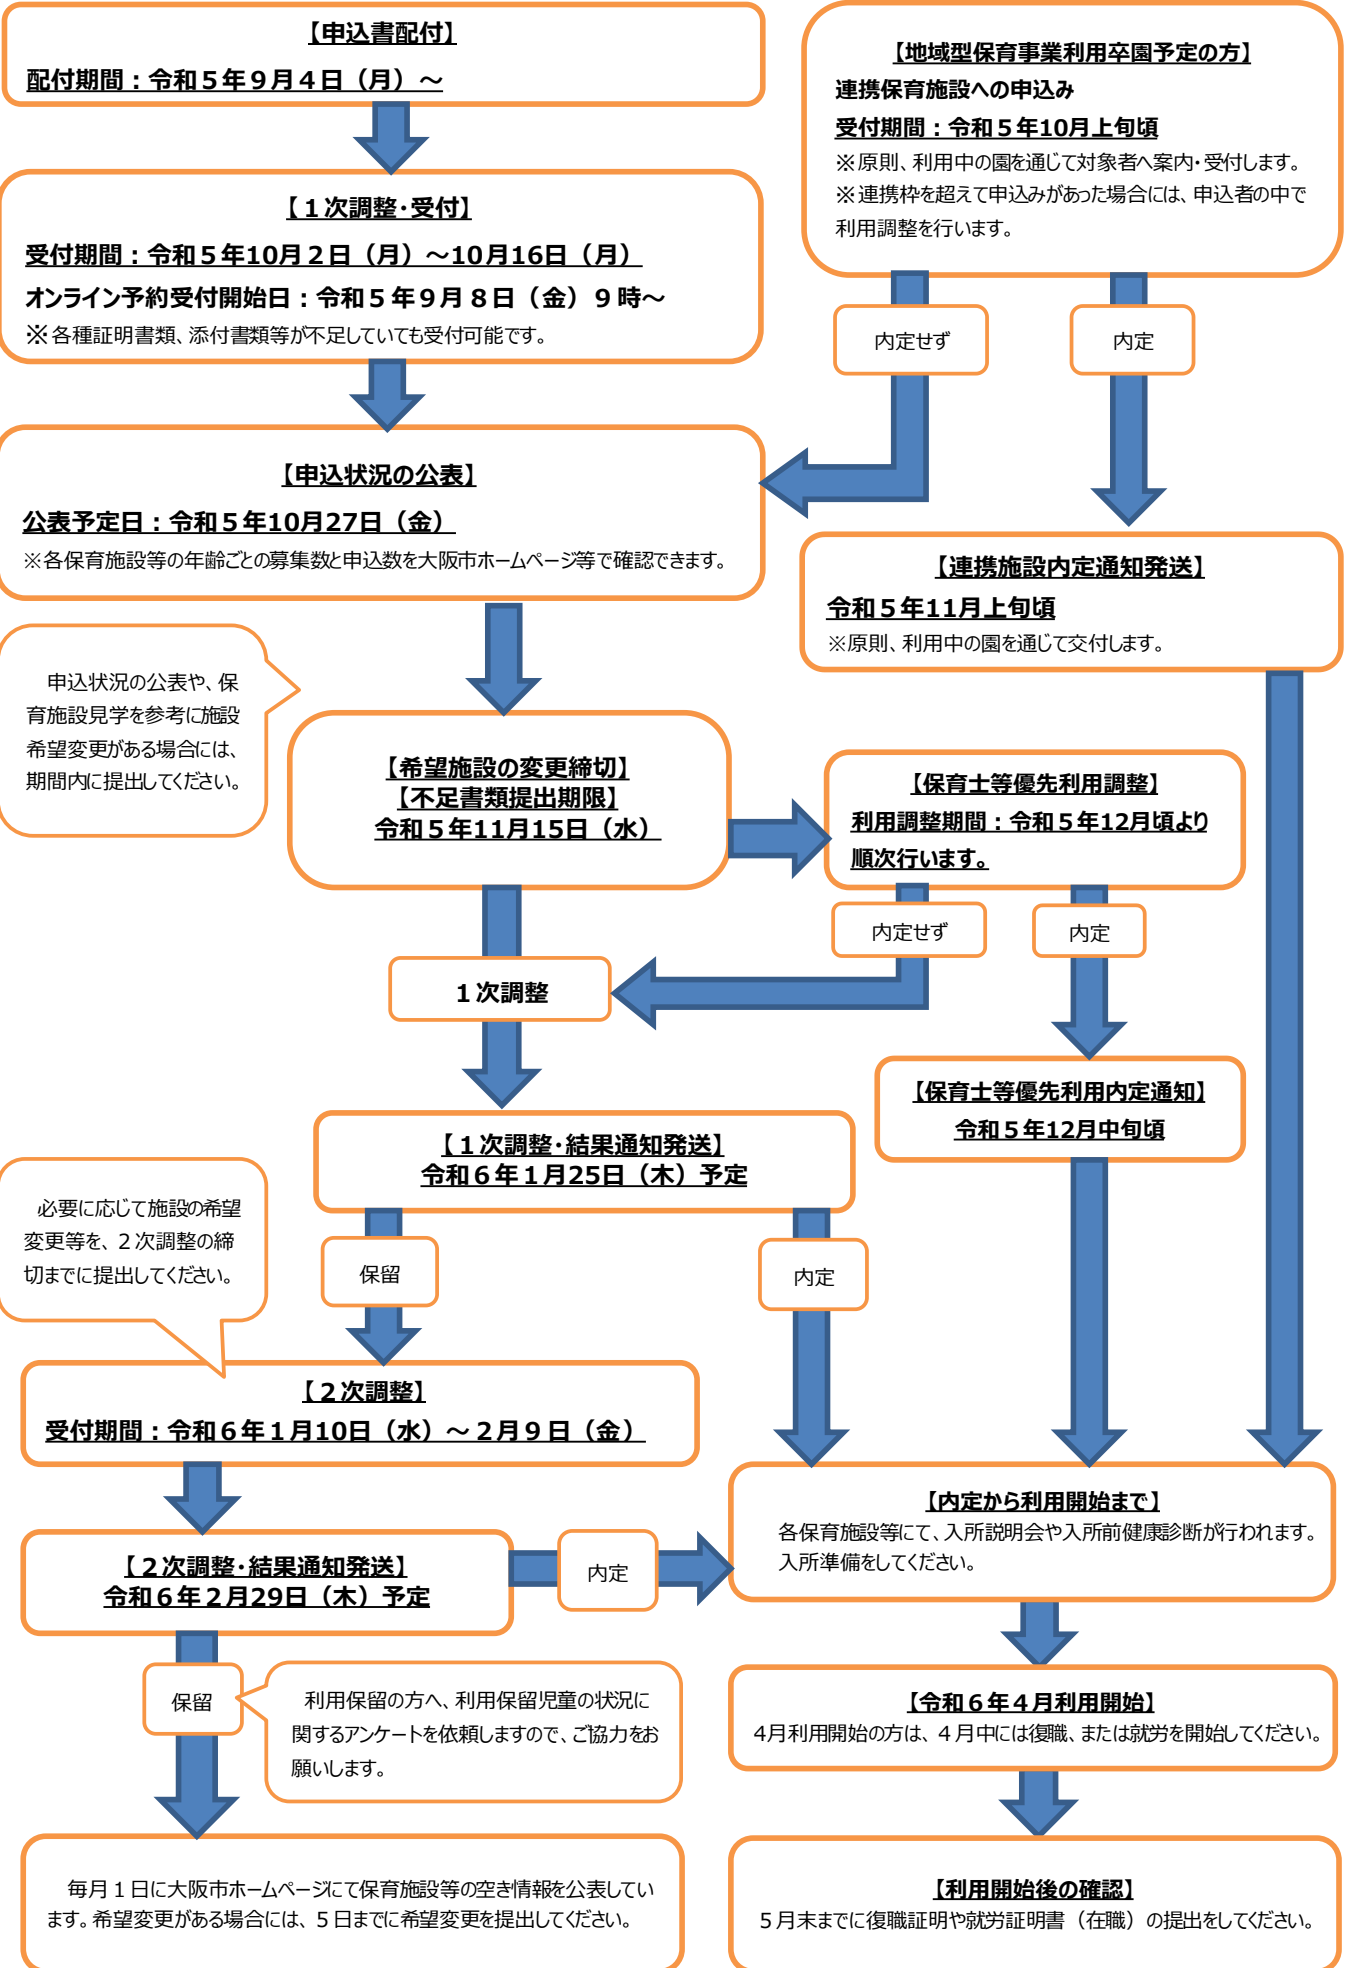 【申込書配付】
配付期間：令和５年９月４日（月）～
【地域型保育事業利用卒園予定の方】
連携保育施設への申込み
受付期間：令和５年10月上旬頃
※原則、利用中の園を通じて対象者へ案内・受付します。
※連携枠を超えて申込みがあった場合には、申込者の中で
利用調整を行います。
【１次調整・受付】
受付期間：令和５年10月２日（月）～10月16日（月）
オンライン予約受付開始日：令和５年９月８日（金）９時～
※各種証明書類、添付書類等が不足していても受付可能です。
内定せず
内定
【申込状況の公表】
公表予定日：令和５年10月27日（金）
※各保育施設等の年齢ごとの募集数と申込数を大阪市ホームページ等で確認できます。
【連携施設内定通知発送】
令和５年11月上旬頃
※原則、利用中の園を通じて交付します。
申込状況の公表や、保
育施設見学を参考に施設
希望変更がある場合には、
期間内に提出してください。
【希望施設の変更締切】
【不足書類提出期限】
令和５年11月15日（水）
【保育士等優先利用調整】
利用調整期間：令和５年12月頃より
順次行います。
内定せず
内定
１次調整
【保育士等優先利用内定通知】
令和５年12月中旬頃
【１次調整・結果通知発送】
令和６年１月25日（木）予定
必要に応じて施設の希望
変更等を、２次調整の締
切までに提出してください。
保留
内定
【２次調整】
受付期間：令和６年１月10日（水）～２月９日（金）
【２次調整・結果通知発送】
令和６年２月29日（木）予定
内定
【内定から利用開始まで】
各保育施設等にて、入所説明会や入所前健康診断が行われます。
入所準備をしてください。
保留
利用保留の方へ、利用保留児童の状況に
関するアンケートを依頼しますので、ご協力をお
願いします。
【令和６年４月利用開始】
4月利用開始の方は、４月中には復職、または就労を開始してください。
毎月１日に大阪市ホームページにて保育施設等の空き情報を公表してい
ます。希望変更がある場合には、５日までに希望変更を提出してください。
【利用開始後の確認】
５月末までに復職証明や就労証明書（在職）の提出をしてください。